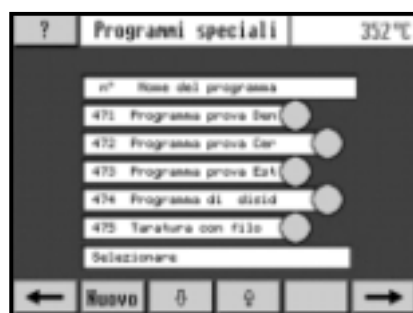 ? Programmi speciali 352°C
n° Nome del programma
471 Programma prova Den
472 Programma prova Cer
473 Programma prova Est
474 Programma di disid
475 Taratura con filo
Selezionare
← Nuovo ⇩ ⇧ →